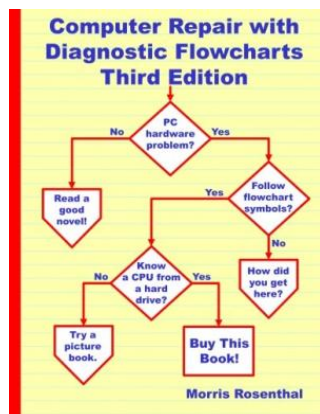 Computer Repair with
Diagnostic Flowcharts
Third Edition
PC
hardware
problem?
No
Yes
Read a
good
novel!
Follow
flowchart
symbols?
Yes
No
Know
a CPU from
a hard
drive?
How did
you get
here?
No
Yes
Try a
picture
book.
Buy This
Book!
Morris Rosenthal